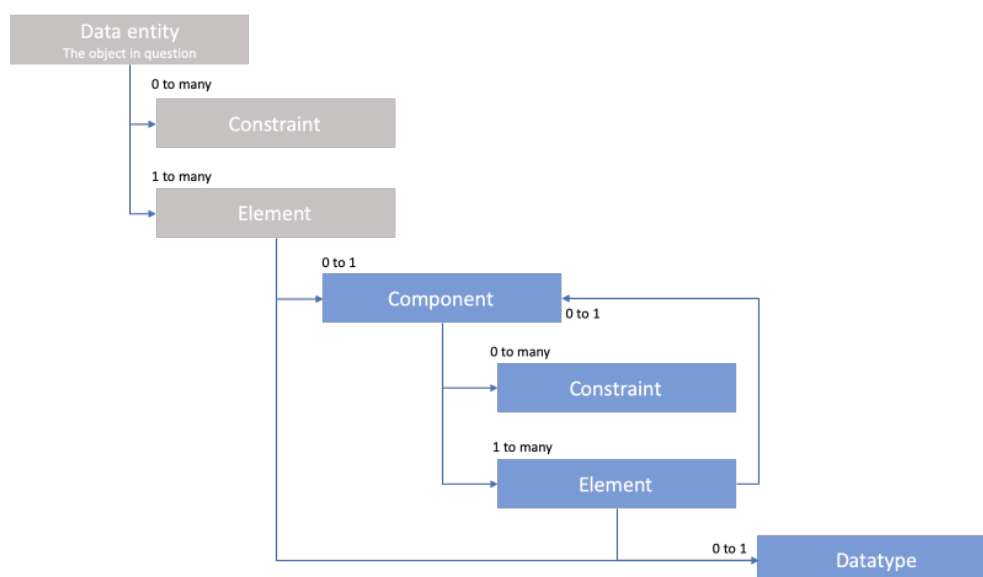 Data entity
The object in question
0 to many
Constraint
1 to many
Element
0 to 1
Component
0 to 1
0 to many
Constraint
1 to many
Element
0 to 1
Datatype